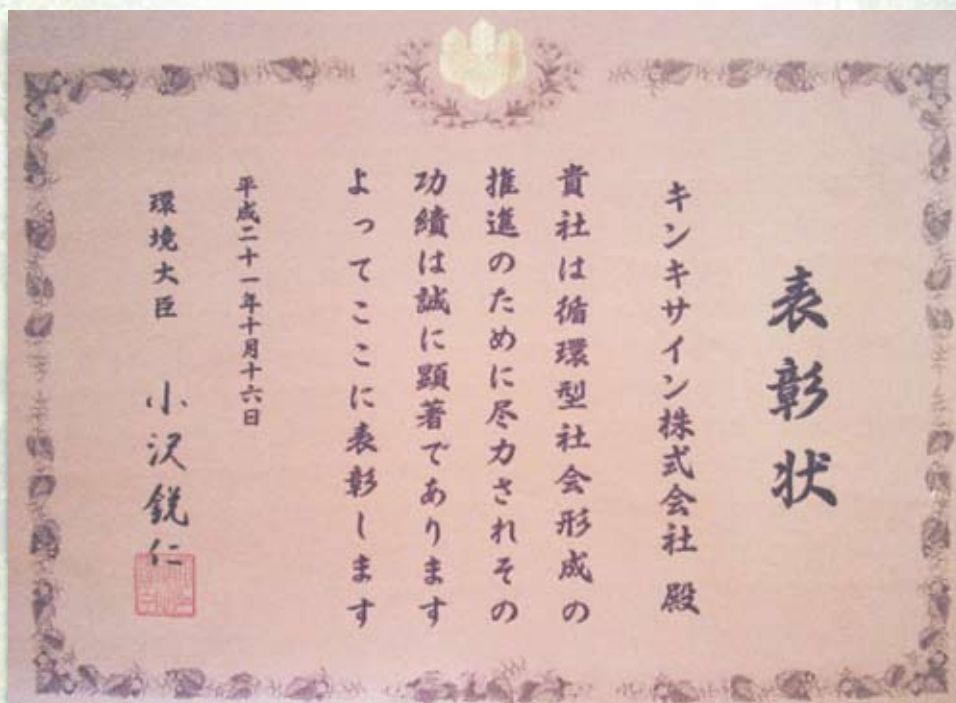 表彰状
キンキサイン株式会社 殿
貴社は循環型社会形成の
推進のために尽力されその
功績は誠に顕著であります
よってここに表彰します
平成二十一年十月十六日
環境大臣 小沢鋭仁